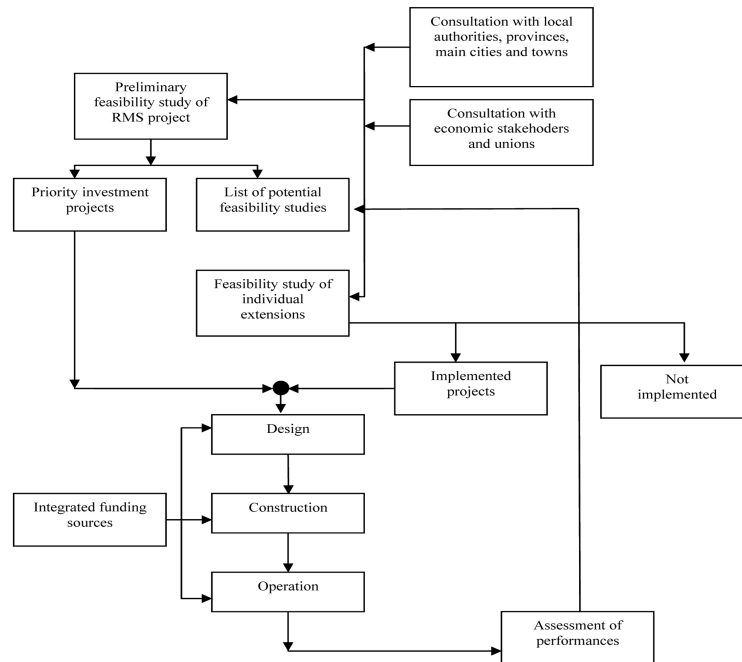 Consultation with local
authorities, provinces,
main cities and towns
Preliminary
feasibility study of
RMS project
Consultation with
economic stakehoders
and unions
Priority investment
projects
List of potential
feasibility studies
Feasibility study of
individual
extensions
Implemented
projects
Not
implemented
Design
Integrated funding
sources
Construction
Operation
Assessment of
performances